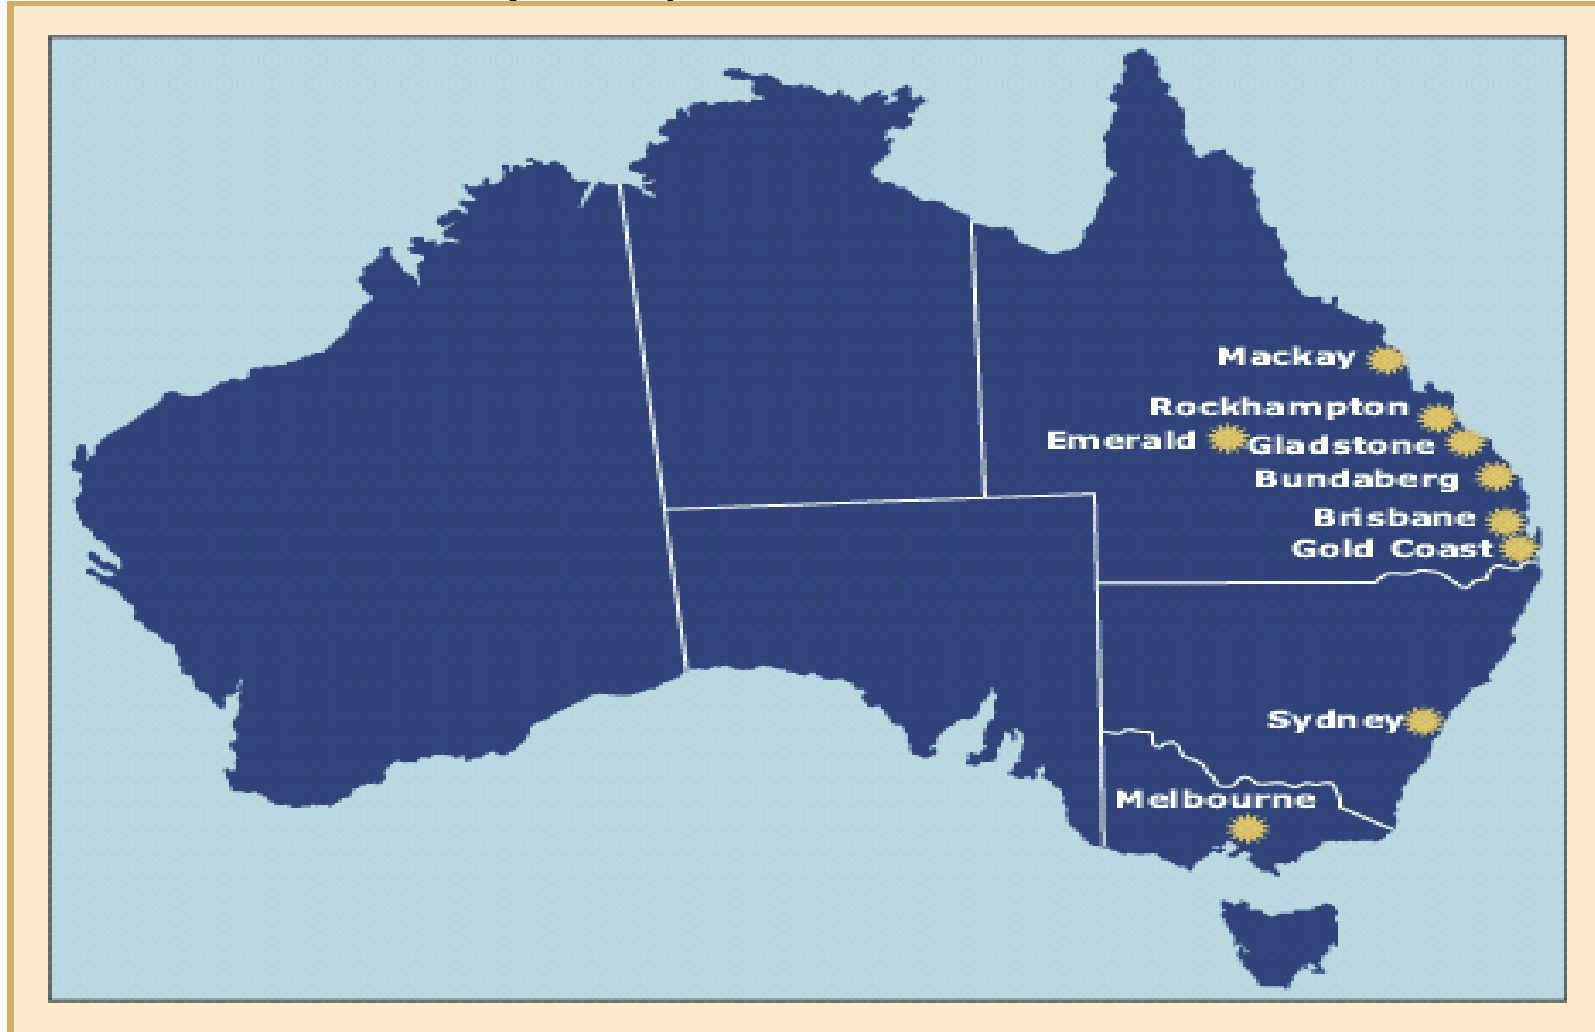 Mackay
Rockhampton
Emerald
Gladstone
Bundaberg
Brisbane
Gold Coast
Sydney
Melbourne